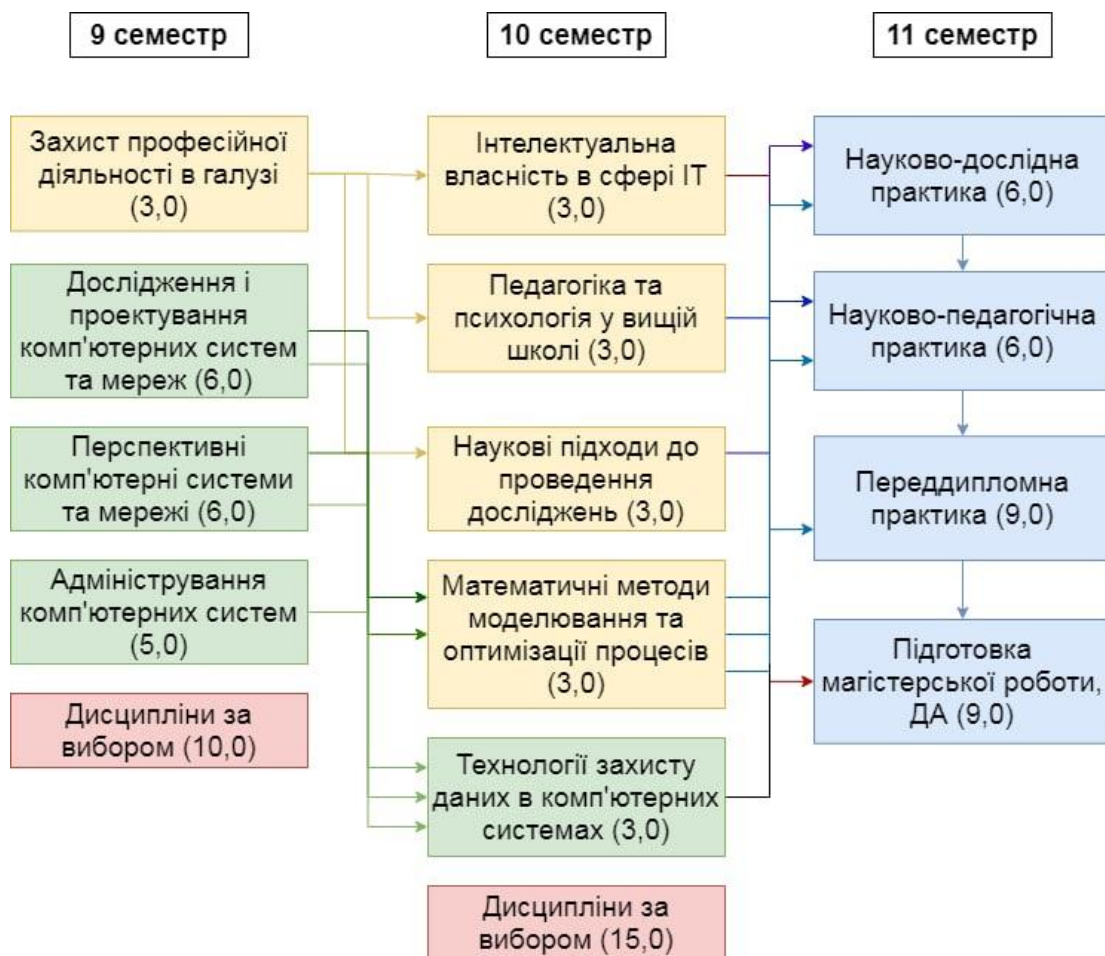 9 семестр
10 семестр
11 семестр
Захист професійної
діяльності в галузі
(3,0)
Дослідження і
проектування
комп'ютерних систем
та мереж (6,0)
Перспективні
комп'ютерні системи
та мережі (6,0)
Адміністрування
комп'ютерних систем
(5,0)
Дисципліни за
вибором (10,0)
Інтелектуальна
власність в сфері ІТ
(3,0)
Педагогіка та
психологія у вищій
школі (3,0)
Наукові підходи до
проведення
досліджень (3,0)
Математичні методи
моделювання та
оптимізації процесів
(3,0)
Технології захисту
даних в комп'ютерних
системах (3,0)
Дисципліни за
вибором (15,0)
Науково-дослідна
практика (6,0)
Науково-педагогічна
практика (6,0)
Переддипломна
практика (9,0)
Підготовка
магістерської роботи,
ДА (9,0)